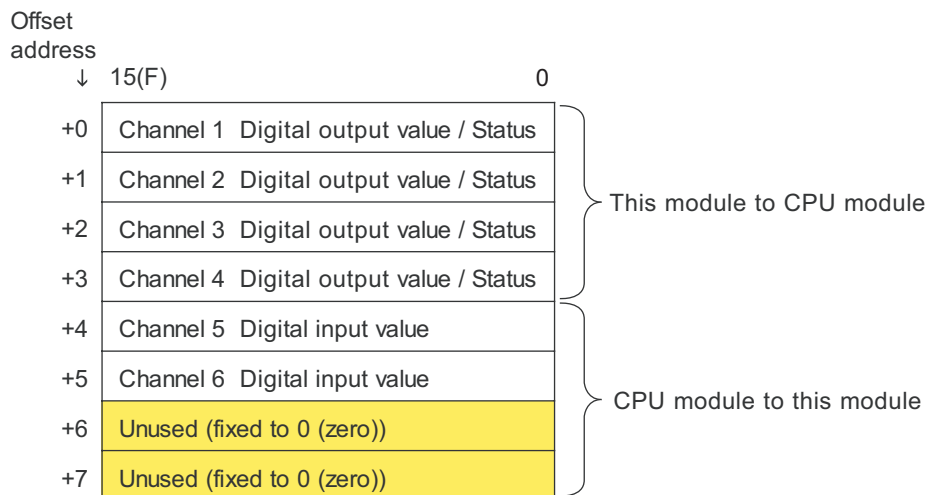 Offset
address
↓ 15(F) 0
+0 Channel 1 Digital output value / Status
+1 Channel 2 Digital output value / Status
+2 Channel 3 Digital output value / Status
This module to CPU module
+3 Channel 4 Digital output value / Status
+4 Channel 5 Digital input value
+5 Channel 6 Digital input value
CPU module to this module
+6 Unused (fixed to 0 (zero))
+7 Unused (fixed to 0 (zero))